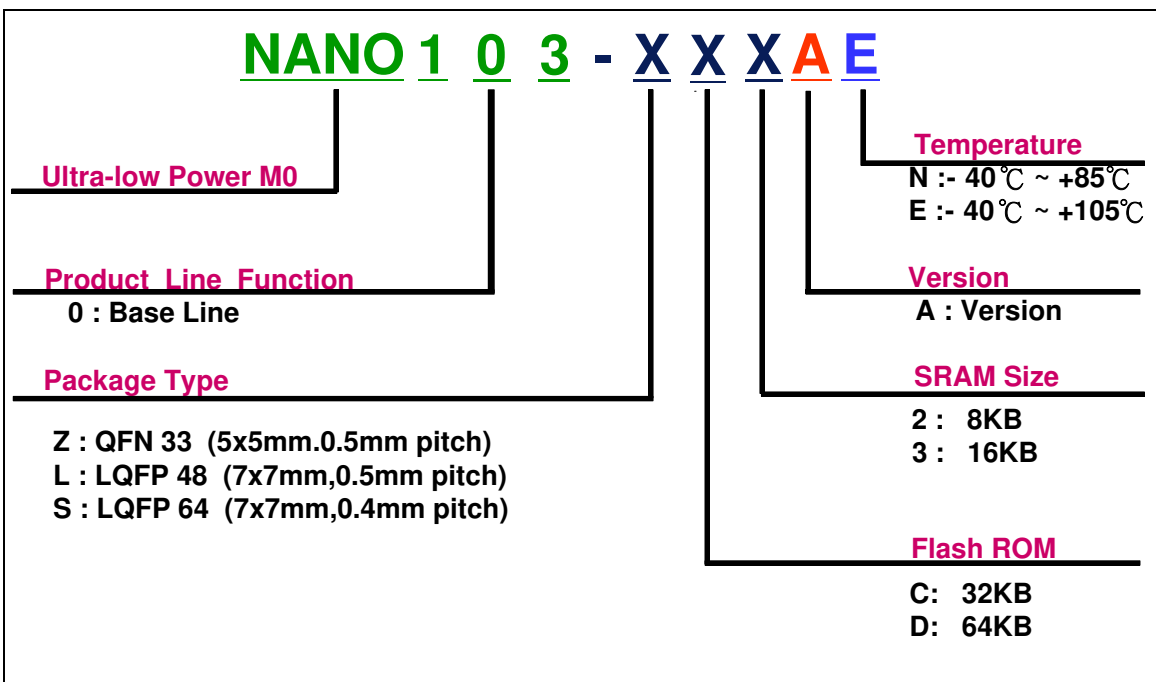 NANO 1 0 3 - X X X A E
Ultra-low Power M0
Product Line Function
0 : Base Line
Package Type
Z : QFN 33 (5x5mm.0.5mm pitch)
L : LQFP 48 (7x7mm,0.5mm pitch)
S : LQFP 64 (7x7mm,0.4mm pitch)
Temperature
N :- 40℃ ~ +85℃
E :- 40℃ ~ +105℃
Version
A : Version
SRAM Size
2 : 8KB
3 : 16KB
Flash ROM
C: 32KB
D: 64KB